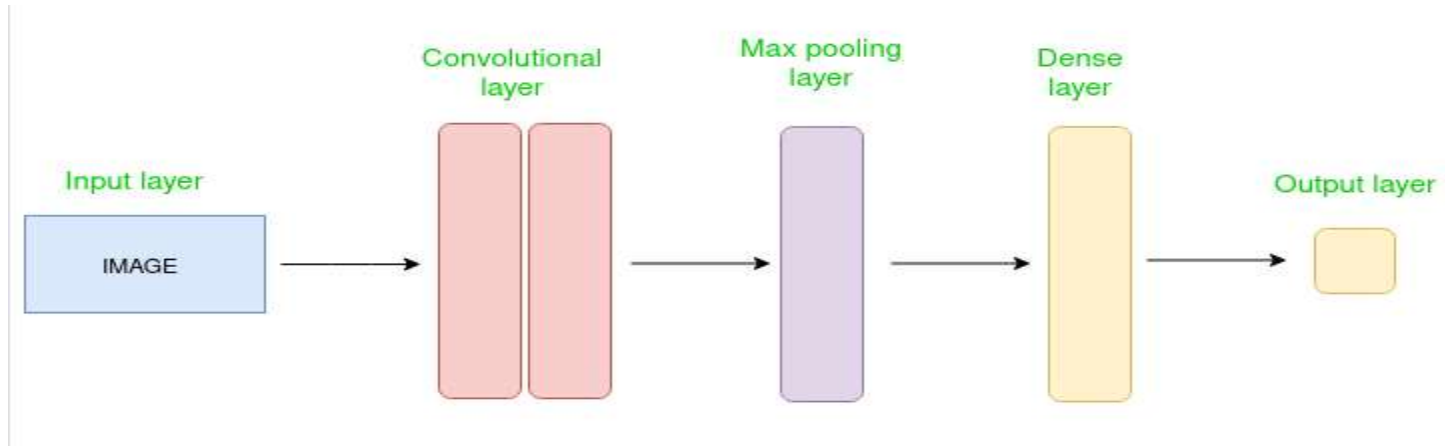 Input layer
IMAGE
Convolutional
layer
Max pooling
layer
Dense
layer
Output layer